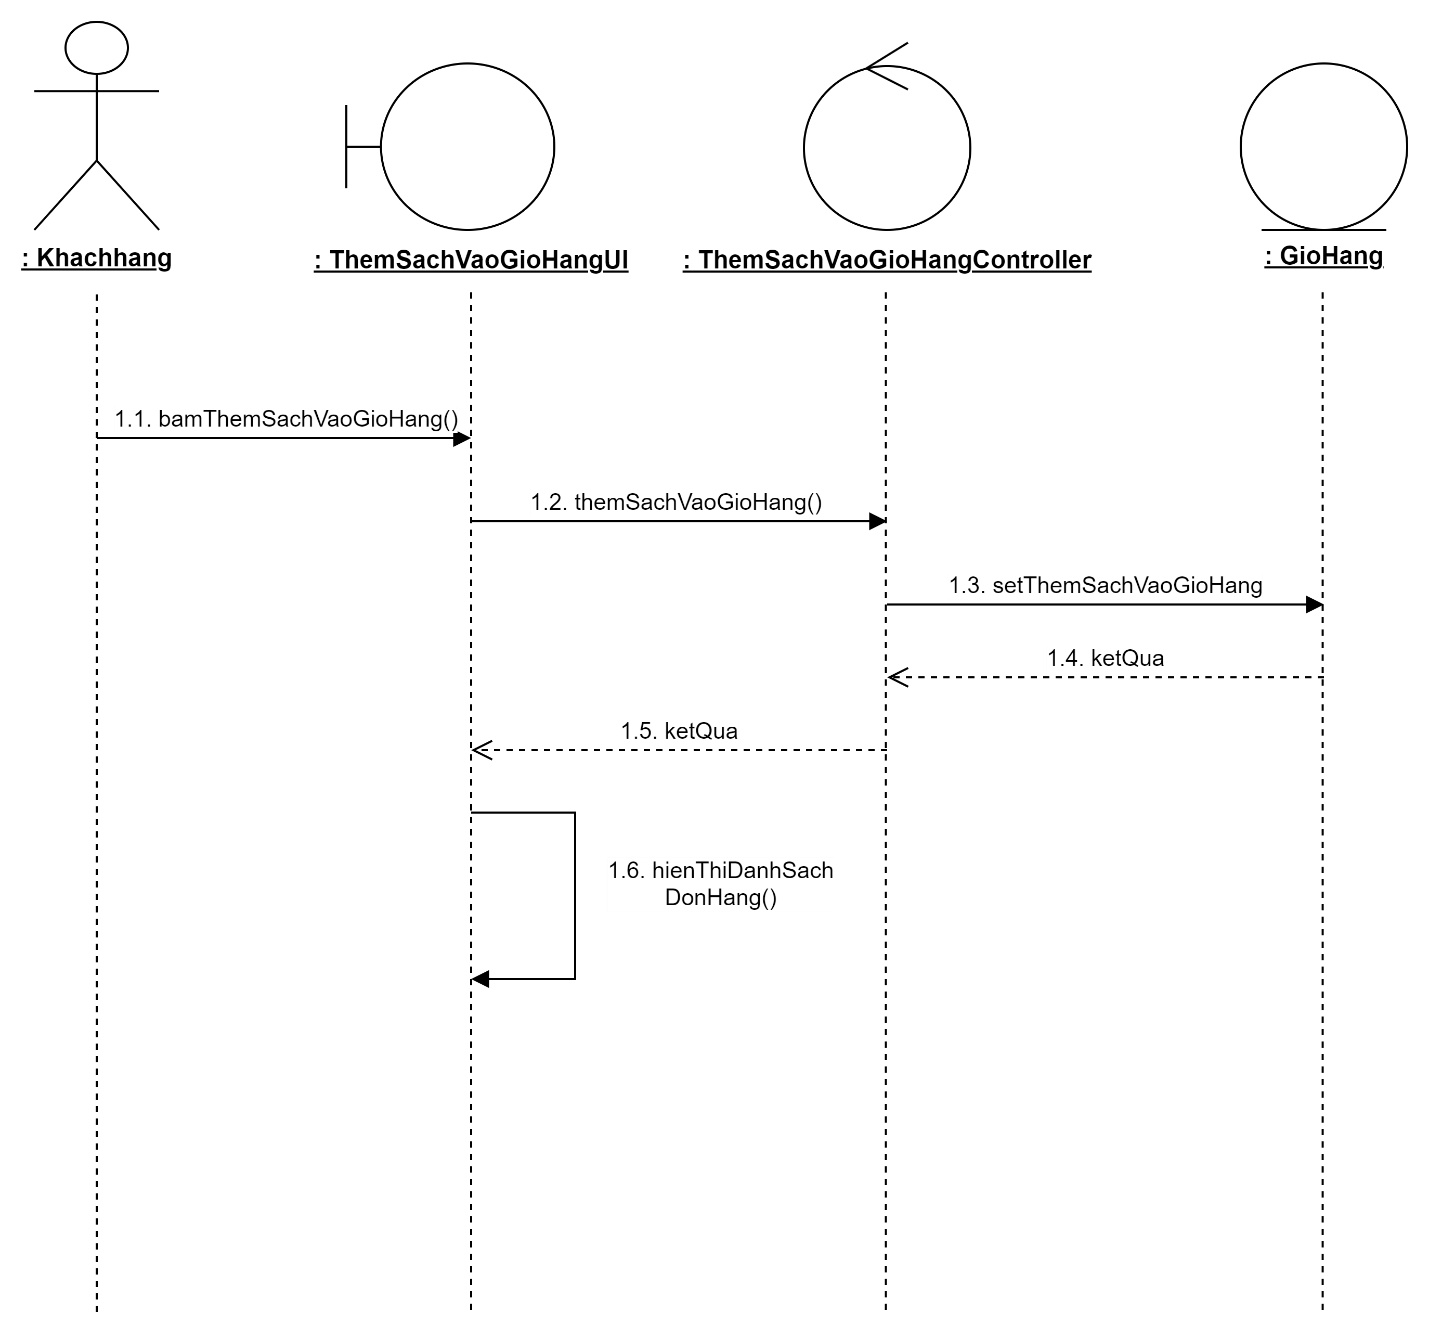 : Khachhang
: ThemSachVaoGioHangUI
: ThemSachVaoGioHangController
: GioHang
1.1. bamThemSachVaoGioHang()
1.2. themSachVaoGioHang()
1.3. setThemSachVaoGioHang
1.4. ketQua
1.5. ketQua
1.6. hienThiDanhSach
DonHang()